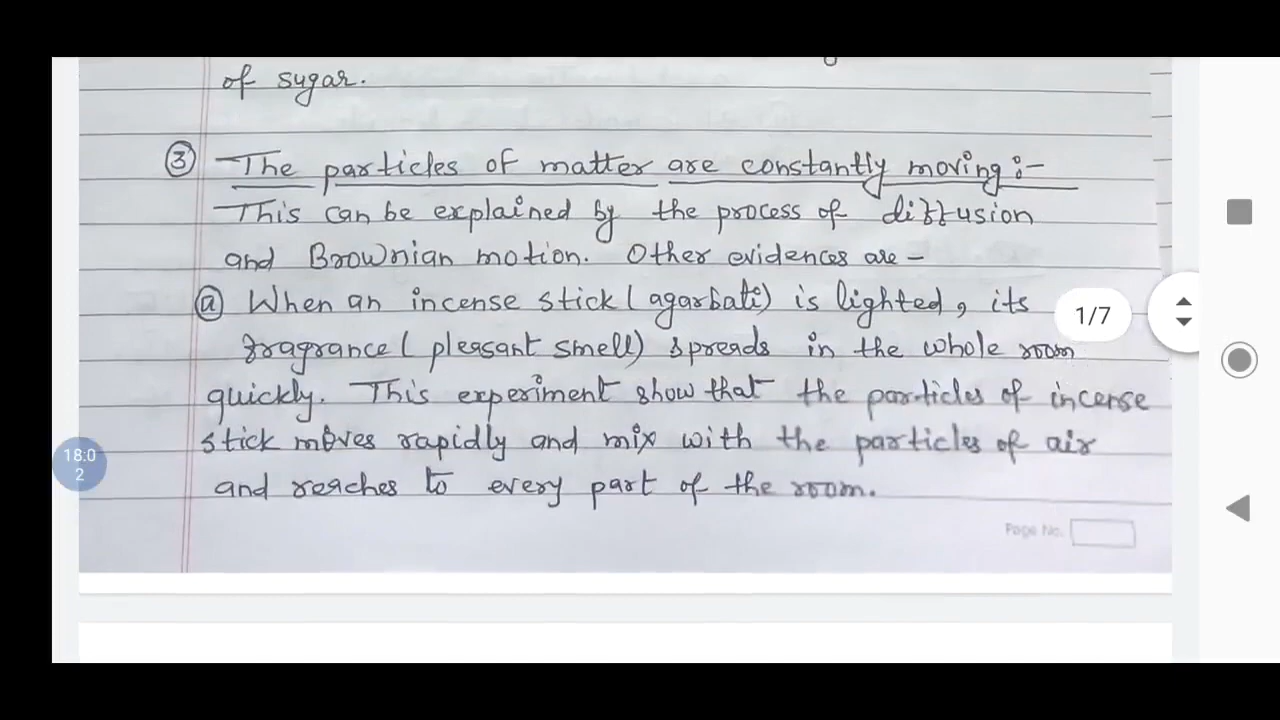 of sugar.
③ The particles of matter are constantly moving :-
This can be explained by the process of diffusion
and Brownian motion. Other evidences are -
ⓐ When an incense stick ( agarbati) is lighted, its
fragrance ( pleasant smell) spreads in the whole room
quickly. This experiment show that the particles of incense
stick moves rapidly and mix with the particles of air
and reaches to every part of the room.
Page No.
1/7
18:0
2